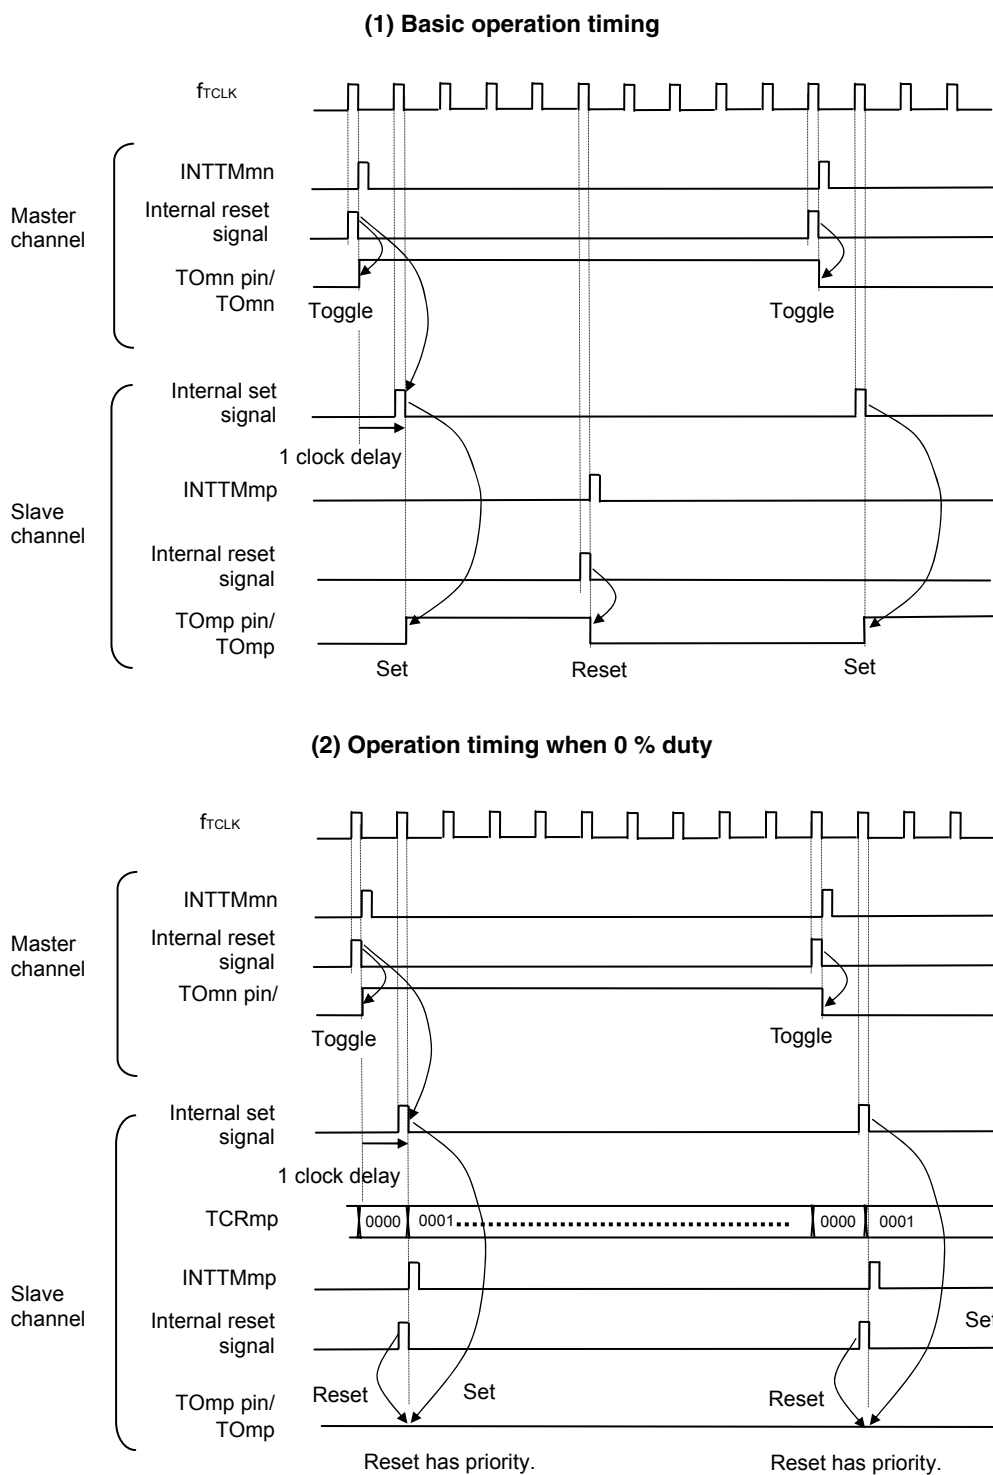 (1) Basic operation timing
fTCLK
INTTMmn
Internal reset
signal
Master
channel
TOmn pin/
TOmn
Toggle
Toggle
Internal set
signal
1 clock delay
INTTMmp
Slave
channel
Internal reset
signal
TOmp pin/
TOmp
Set
Reset
Set
(2) Operation timing when 0 % duty
fTCLK
INTTMmn
Internal reset
signal
Master
channel
TOmn pin/
Toggle
Toggle
Internal set
signal
1 clock delay
TCRmp
0000 0001 0000 0001
INTTMmp
Slave
channel
Internal reset
signal
Set
Reset
Set
Reset
TOmp pin/
TOmp
Reset has priority.
Reset has priority.